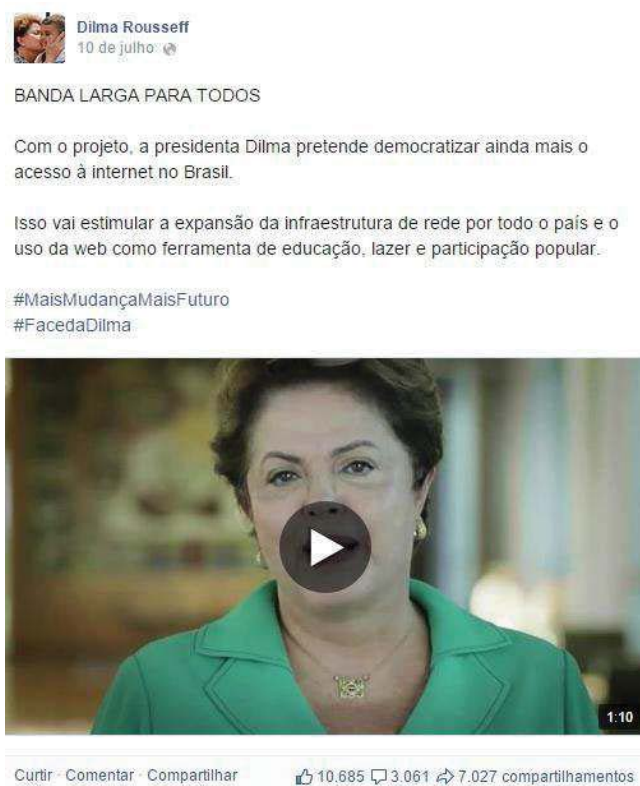 Dilma Rousseff
10 de julho
BANDA LARGA PARA TODOS
Com o projeto, a presidenta Dilma pretende democratizar ainda mais o
acesso à internet no Brasil.
Isso vai estimular a expansão da infraestrutura de rede por todo o país e o
uso da web como ferramenta de educação, lazer e participação popular.
#MaisMudançaMaisFuturo
#FacedaDilma
1:10
Curtir · Comentar · Compartilhar 10.685 3.061 7.027 compartilhamentos